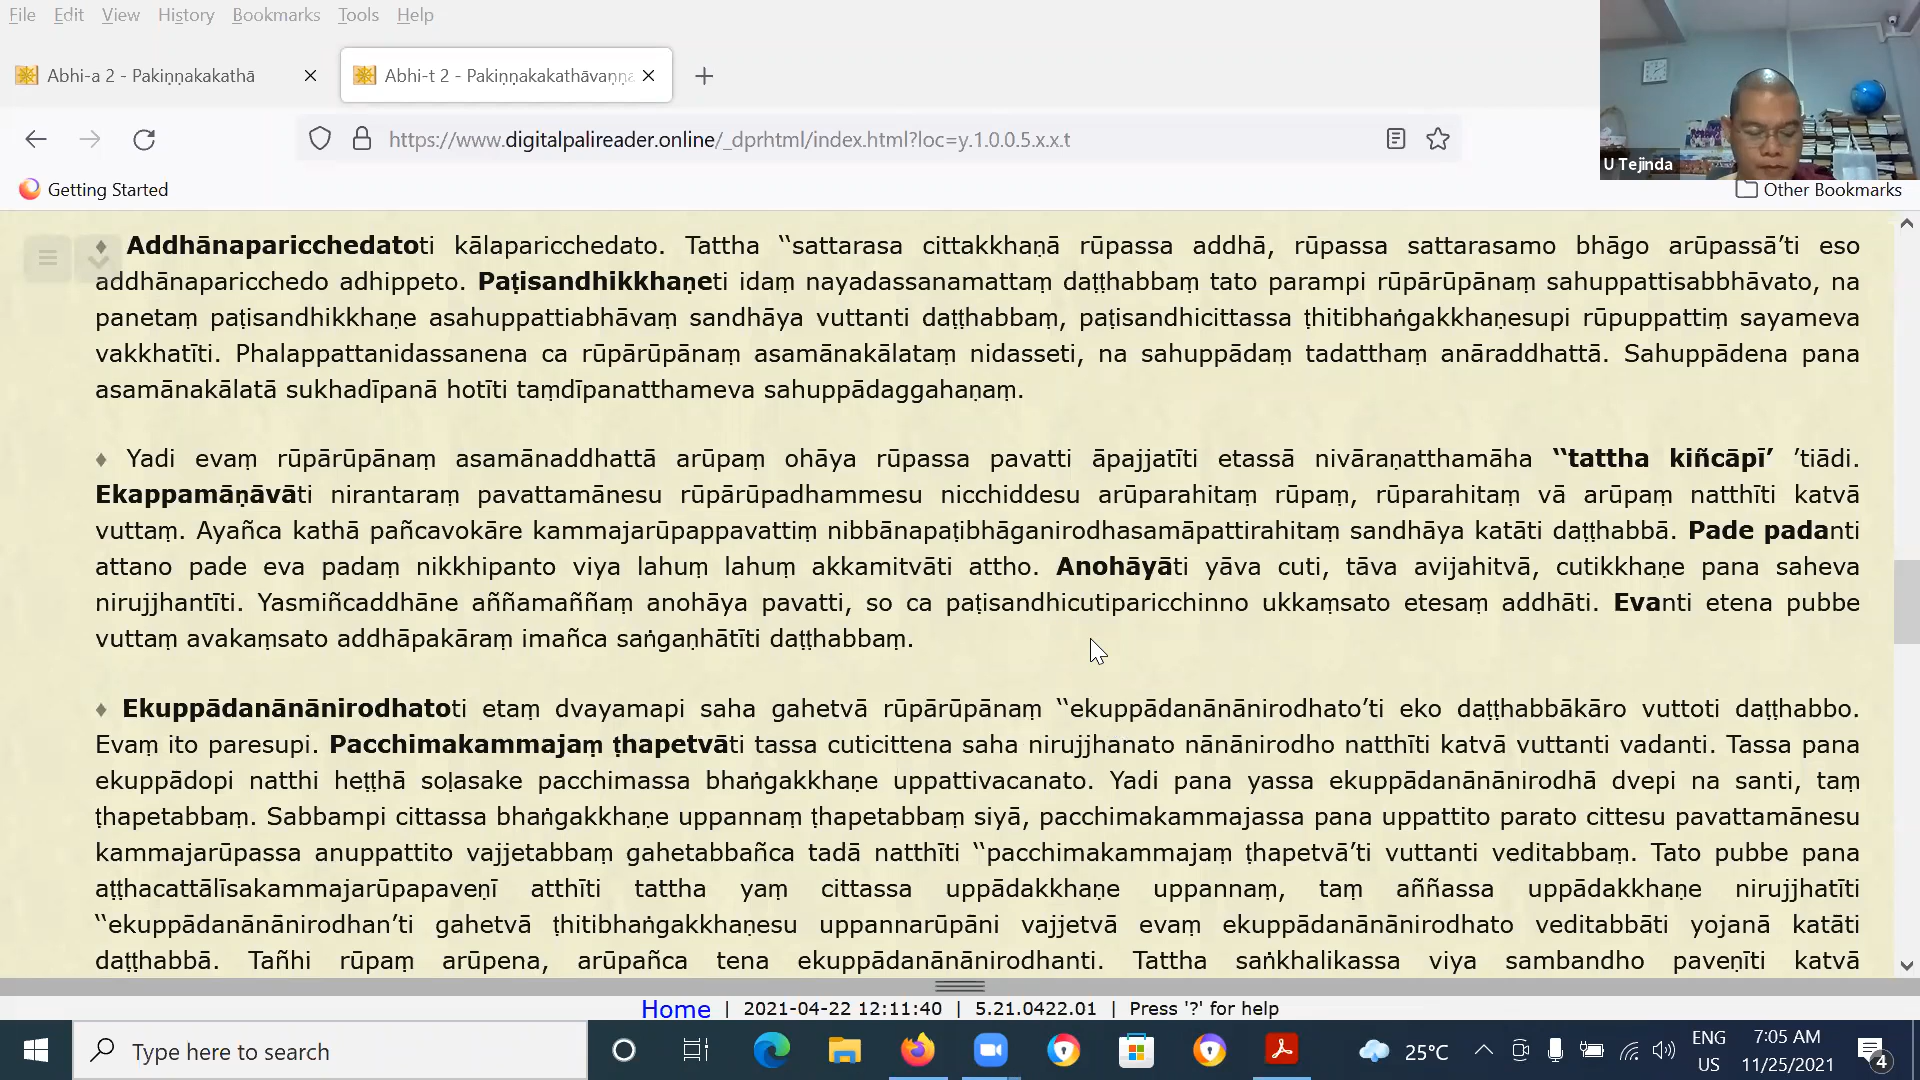 File Edit View History Bookmarks Tools Help
Abhi-a 2 - Pakiṇṇakakathā
Abhi-t 2 - Pakiṇṇakakathāvaṇṇa
https://www.digitalpalireader.online/_dprhtml/index.html?loc=y.1.0.0.5.x.x.t
U Tejinda
Getting Started
Other Bookmarks
♦ Addhānaparicchedatoti kālaparicchedato. Tattha ‘‘sattarasa cittakkhaṇā rūpassa addhā, rūpassa sattarasamo bhāgo arūpassā’ti eso
addhānaparicchedo adhippeto. Paṭisandhikkhaṇeti idaṃ nayadassanamattaṃ daṭṭhabbaṃ tato parampi rūpārūpānaṃ sahuppattisabbhāvato, na
panetaṃ paṭisandhikkhaṇe asahuppattiabhāvaṃ sandhāya vuttanti daṭṭhabbaṃ, paṭisandhicittassa ṭhitibhaṅgakkhaṇesupi rūpuppattiṃ sayameva
vakkhatīti. Phalappattanidassanena ca rūpārūpānaṃ asamānakālataṃ nidasseti, na sahuppādaṃ tadatthaṃ anāraddhattā. Sahuppādena pana
asamānakālatā sukhadīpanā hotīti taṃdīpanatthameva sahuppādaggahaṇaṃ.
♦ Yadi evaṃ rūpārūpānaṃ asamānaddhattā arūpaṃ ohāya rūpassa pavatti āpajjatīti etassā nivāraṇatthamāha ‘‘tattha kiñcāpī’ ’tiādi.
Ekappamāṇāvāti nirantaraṃ pavattamānesu rūpārūpadhammesu nicchiddesu arūparahitaṃ rūpaṃ, rūparahitaṃ vā arūpaṃ natthīti katvā
vuttaṃ. Ayañca kathā pañcavokāre kammajarūpappavattiṃ nibbānapaṭibhāganirodhasamāpattirahitaṃ sandhāya katāti daṭṭhabbā. Pade padanti
attano pade eva padaṃ nikkhipanto viya lahuṃ lahuṃ akkamitvāti attho. Anohāyāti yāva cuti, tāva avijahitvā, cutikkhaṇe pana saheva
nirujjhantīti. Yasmiñcaddhāne aññamaññaṃ anohāya pavatti, so ca paṭisandhicutiparicchinno ukkaṃsato etesaṃ addhāti. Evanti etena pubbe
vuttaṃ avakaṃsato addhāpakāraṃ imañca saṅgaṇhātīti daṭṭhabbaṃ.
♦ Ekuppādanānānirodhatoti etaṃ dvayamapi saha gahetvā rūpārūpānaṃ ‘‘ekuppādanānānirodhato’ti eko daṭṭhabbākāro vuttoti daṭṭhabbo.
Evaṃ ito paresupi. Pacchimakammajaṃ ṭhapetvāti tassa cuticittena saha nirujjhanato nānānirodho natthīti katvā vuttanti vadanti. Tassa pana
ekuppādopi natthi heṭṭhā soḷasake pacchimassa bhaṅgakkhaṇe uppattivacanato. Yadi pana yassa ekuppādanānānirodhā dvepi na santi, taṃ
ṭhapetabbaṃ. Sabbampi cittassa bhaṅgakkhaṇe uppannaṃ ṭhapetabbaṃ siyā, pacchimakammajassa pana uppattito parato cittesu pavattamānesu
kammajarūpassa anuppattito vajjetabbaṃ gahetabbañca tadā natthīti ‘‘pacchimakammajaṃ ṭhapetvā’ti vuttanti veditabbaṃ. Tato pubbe pana
aṭṭhacattālīsakammajarūpapaveṇī atthīti tattha yaṃ cittassa uppādakkhaṇe uppannaṃ, taṃ aññassa uppādakkhaṇe nirujjhatīti
‘‘ekuppādanānānirodhan’ti gahetvā ṭhitibhaṅgakkhaṇesu uppannarūpāni vajjetvā evaṃ ekuppādanānānirodhato veditabbāti yojanā katāti
daṭṭhabbā. Tañhi rūpaṃ arūpena, arūpañca tena ekuppādanānānirodhanti. Tattha saṅkhalikassa viya sambandho paveṇīti katvā
Home | 2021-04-22 12:11:40 | 5.21.0422.01 | Press '?' for help
Type here to search
25°C
ENG
US
7:05 AM
11/25/2021
4